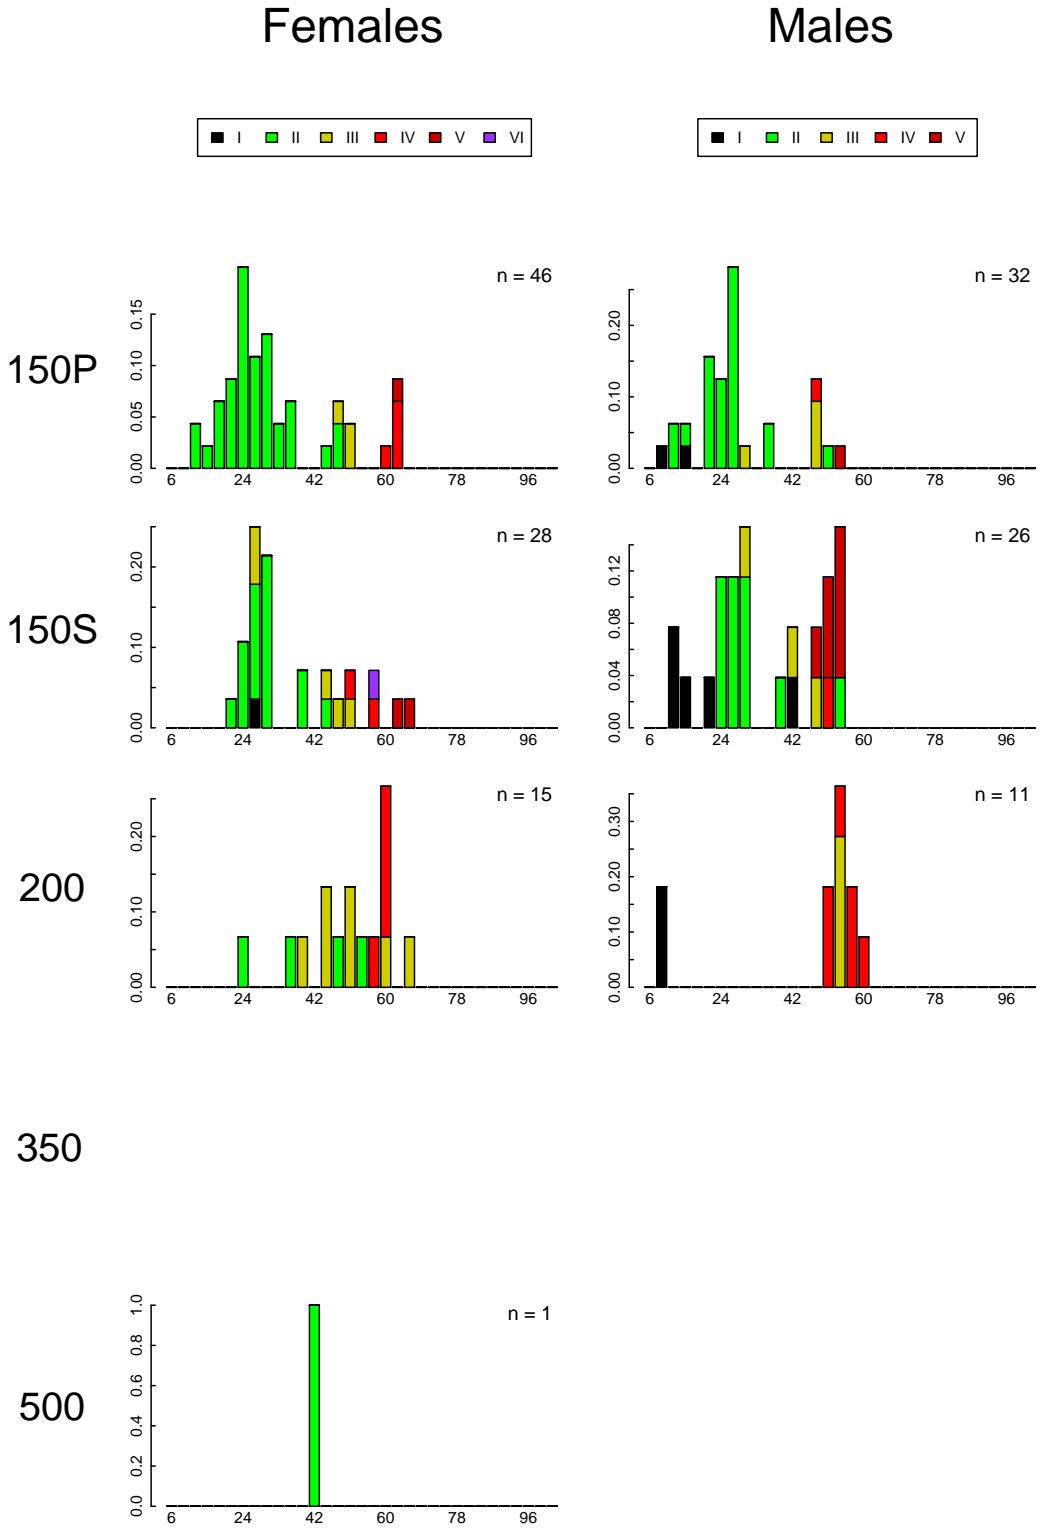 Females Males
I II III IV V VI
I II III IV V
150P
n = 46
0.00 0.05 0.10 0.15
6 24 42 60 78 96
n = 32
0.00 0.10 0.20
6 24 42 60 78 96
150S
n = 28
0.00 0.10 0.20
6 24 42 60 78 96
n = 26
0.00 0.04 0.08 0.12
6 24 42 60 78 96
200
n = 15
0.00 0.10 0.20
6 24 42 60 78 96
n = 11
0.00 0.10 0.20 0.30
6 24 42 60 78 96
350
500
n = 1
0.0 0.2 0.4 0.6 0.8 1.0
6 24 42 60 78 96